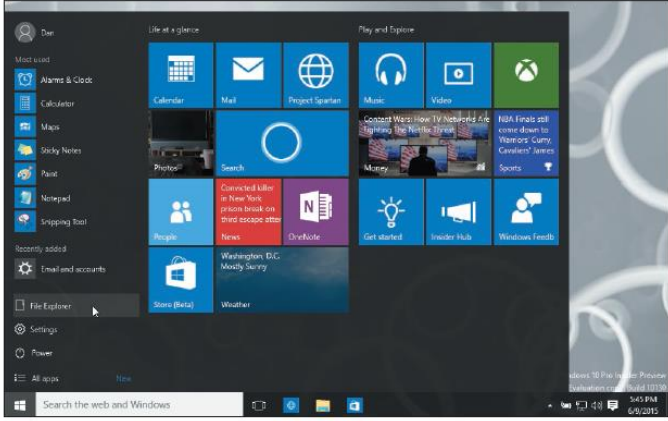 Dan
Most used
Alarms & Clock
Calculator
Maps
Sticky Notes
Paint
Notepad
Snipping Tool
Recently added
Email and accounts
File Explorer
Settings
Power
All apps
New
Life at a glance
Calendar
Mail
Project Spartan
Photos
Search
People
Convicted killer
in New York
prison break on
third escape atte
News
OneNote
Store (Beta)
Washington, D.C.
Mostly Sunny
Weather
Play and Explore
Music
Video
Content Wars: How TV Networks Are
Fighting The Netflix Threat
Money
NBA Finals still
come down to
Warriors' Curry,
Cavaliers' James
Sports
Get started
Insider Hub
Windows Feedb
dows 10 Pro Insider Preview
Evaluation copy. Build 10130
Search the web and Windows
5:45 PM
6/9/2015